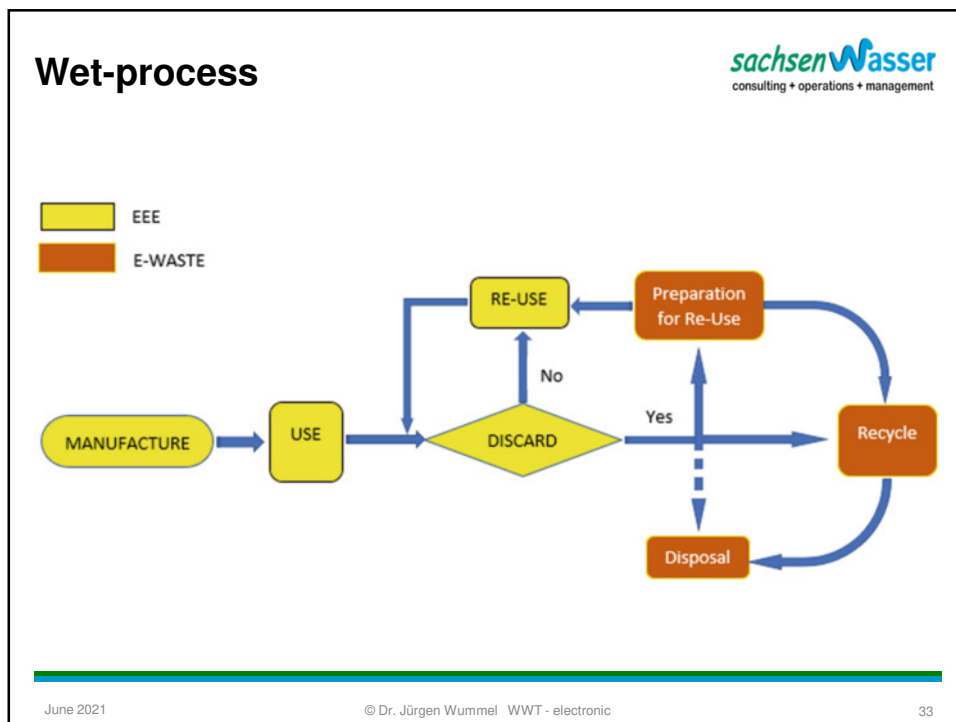 Wet-process
sachsenWasser
consulting + operations + management
EEE
E-WASTE
RE-USE
Preparation
for Re-Use
No
Yes
MANUFACTURE
USE
DISCARD
Recycle
Disposal
June 2021
© Dr. Jürgen Wummel WWT - electronic
33